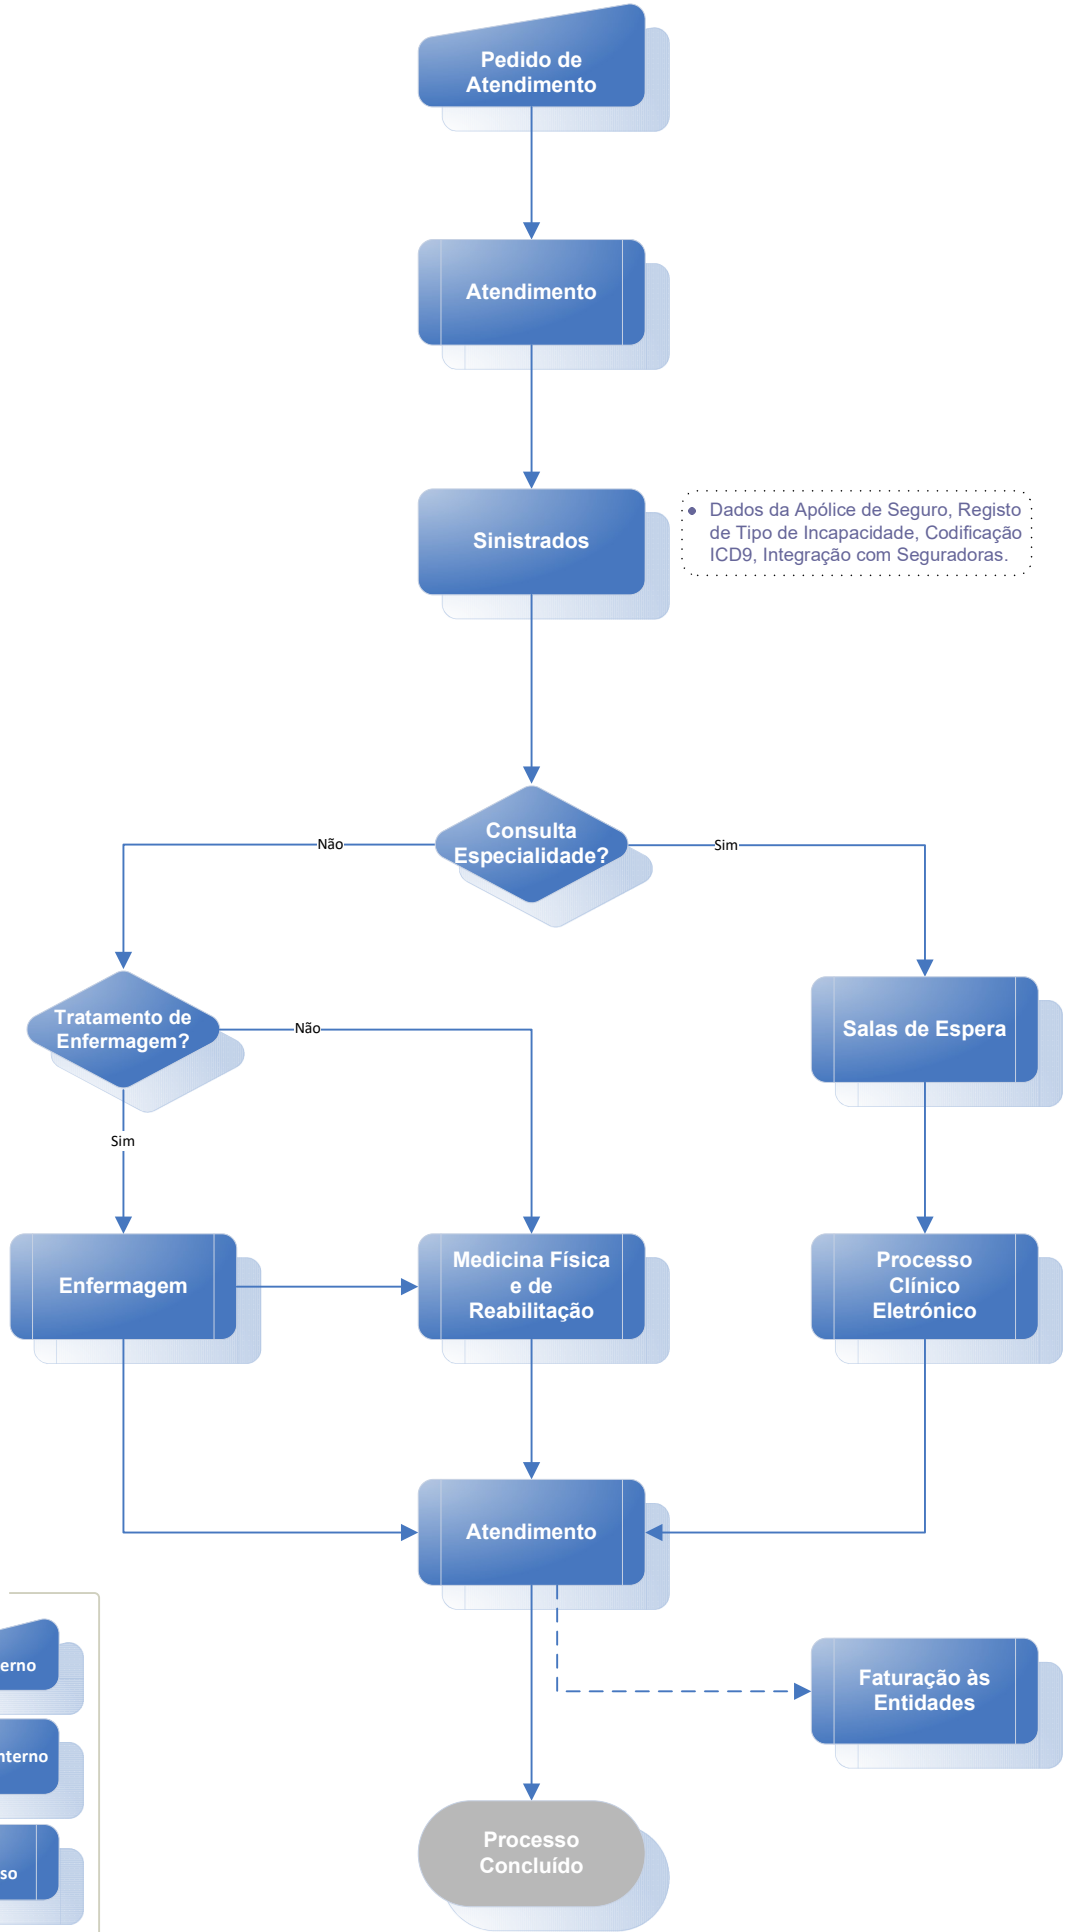 Pedido de
Atendimento
Atendimento
Sinistrados
• Dados da Apólice de Seguro, Registo
de Tipo de Incapacidade, Codificação
ICD9, Integração com Seguradoras.
Consulta
Especialidade?
Não
Sim
Tratamento de
Enfermagem?
Não
Sim
Salas de Espera
Enfermagem
Medicina Física
e de
Reabilitação
Processo
Clínico
Eletrónico
Atendimento
erno
nterno
so
Faturação às
Entidades
Processo
Concluído